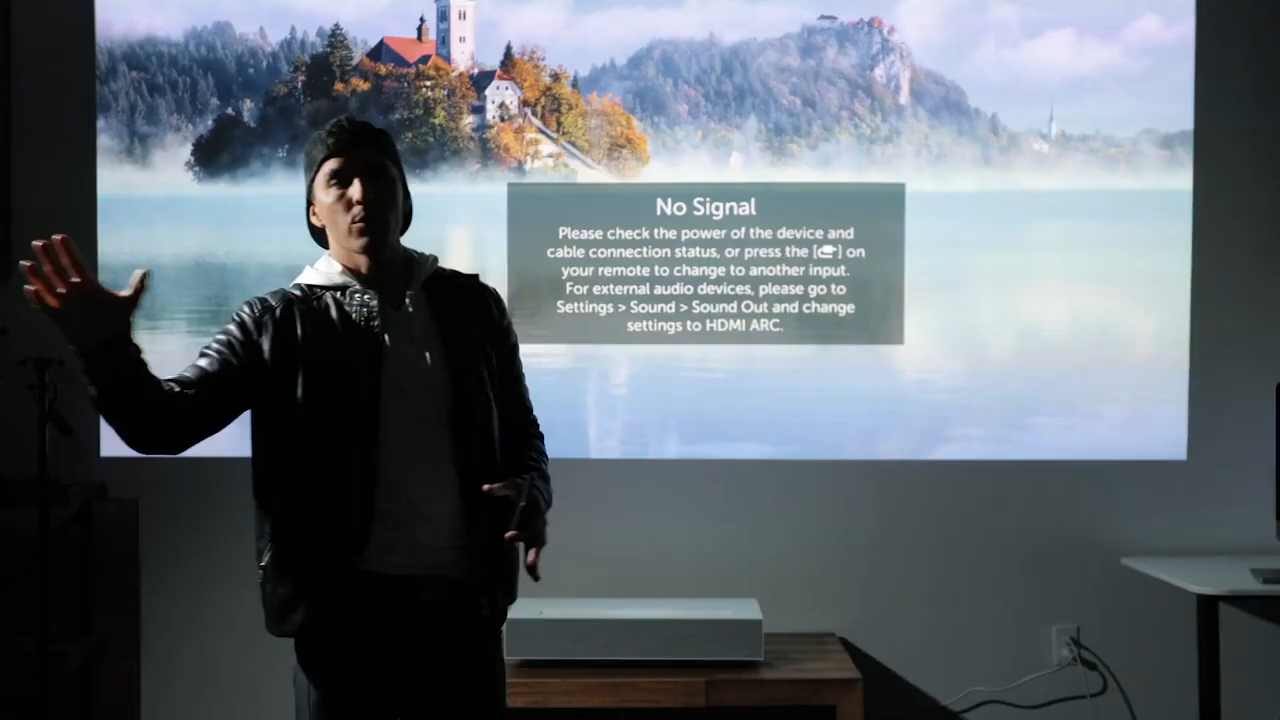 No Signal
Please check the power of the device and
cable connection status, or press the [ ] on
your remote to change to another input.
For external audio devices, please go to
Settings > Sound > Sound Out and change
settings to HDMI ARC.